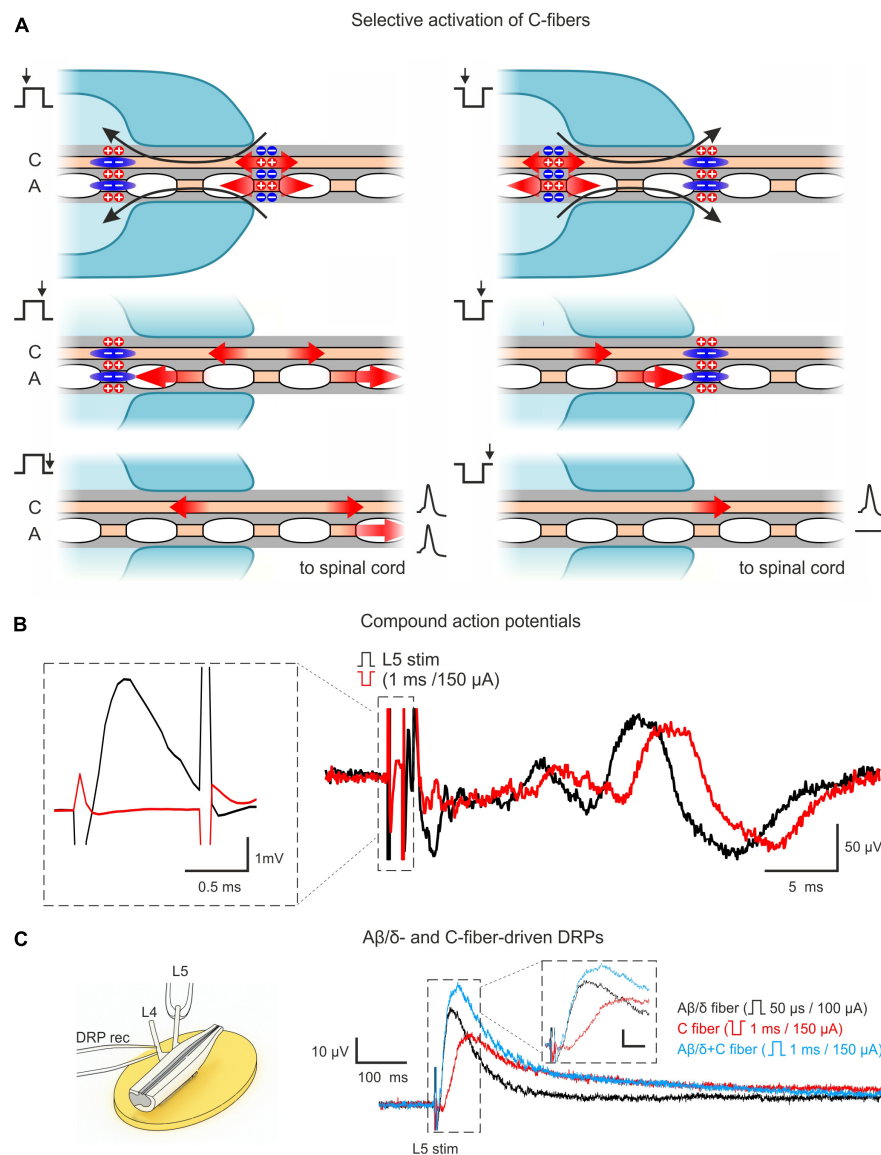 A
Selective activation of C-fibers
C
A
C
A
C
A
to spinal cord
to spinal cord
B
Compound action potentials
L5 stim
(1 ms /150 µA)
1mV
0.5 ms
50 µV
5 ms
C
Aβ/δ- and C-fiber-driven DRPs
L5
L4
DRP rec
10 µV
100 ms
L5 stim
Aβ/δ fiber ( 50 µs / 100 µA)
C fiber ( 1 ms / 150 µA)
Aβ/δ+C fiber ( 1 ms / 150 µA)